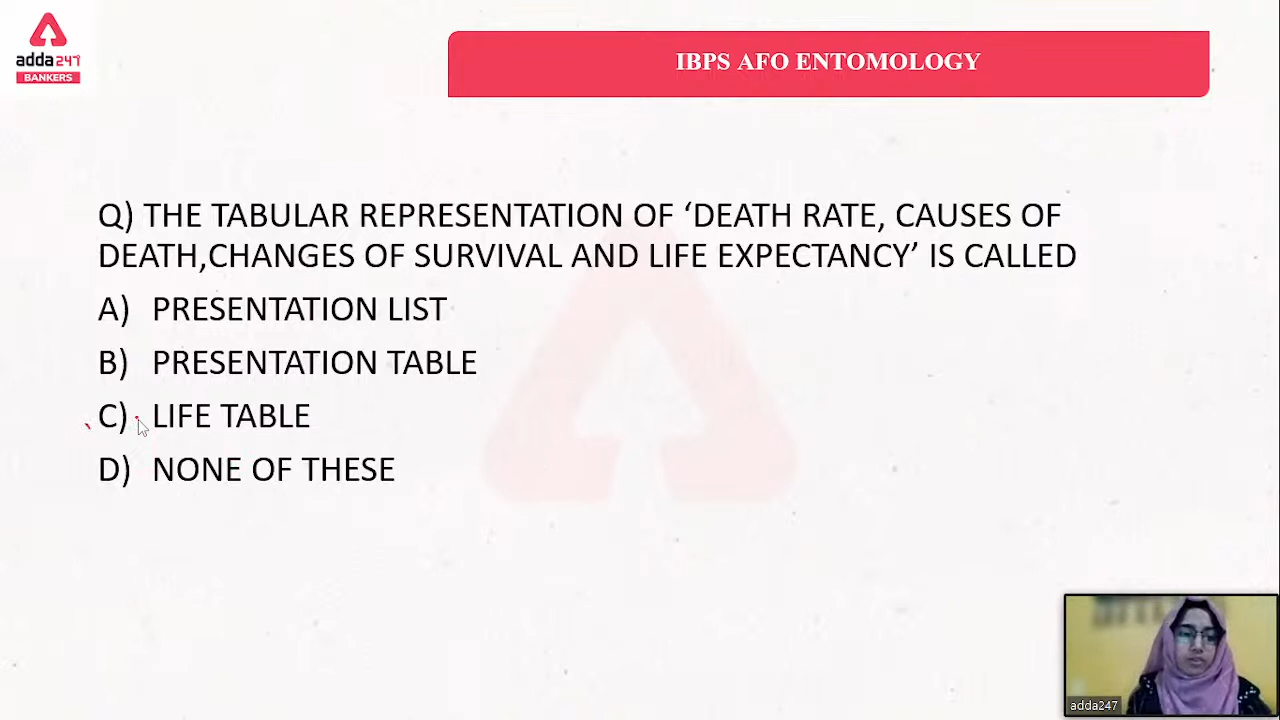 adda247
BANKERS
IBPS AFO ENTOMOLOGY
Q) THE TABULAR REPRESENTATION OF ‘DEATH RATE, CAUSES OF
DEATH,CHANGES OF SURVIVAL AND LIFE EXPECTANCY’ IS CALLED
A) PRESENTATION LIST
B) PRESENTATION TABLE
C) LIFE TABLE
D) NONE OF THESE
adda247